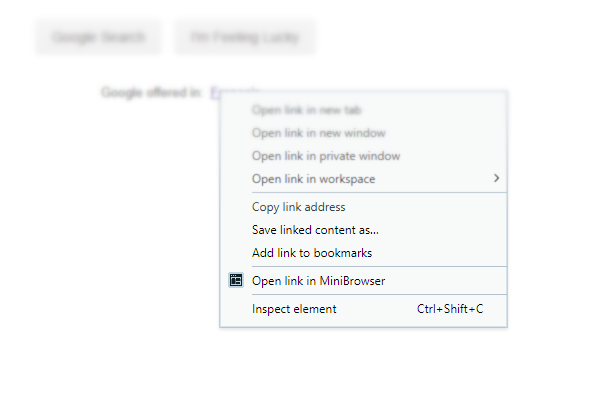 Google Search I'm Feeling Lucky
Google offered in:
Open link in new tab
Open link in new window
Open link in private window
Open link in workspace
Copy link address
Save linked content as...
Add link to bookmarks
Open link in MiniBrowser
Inspect element Ctrl+Shift+C